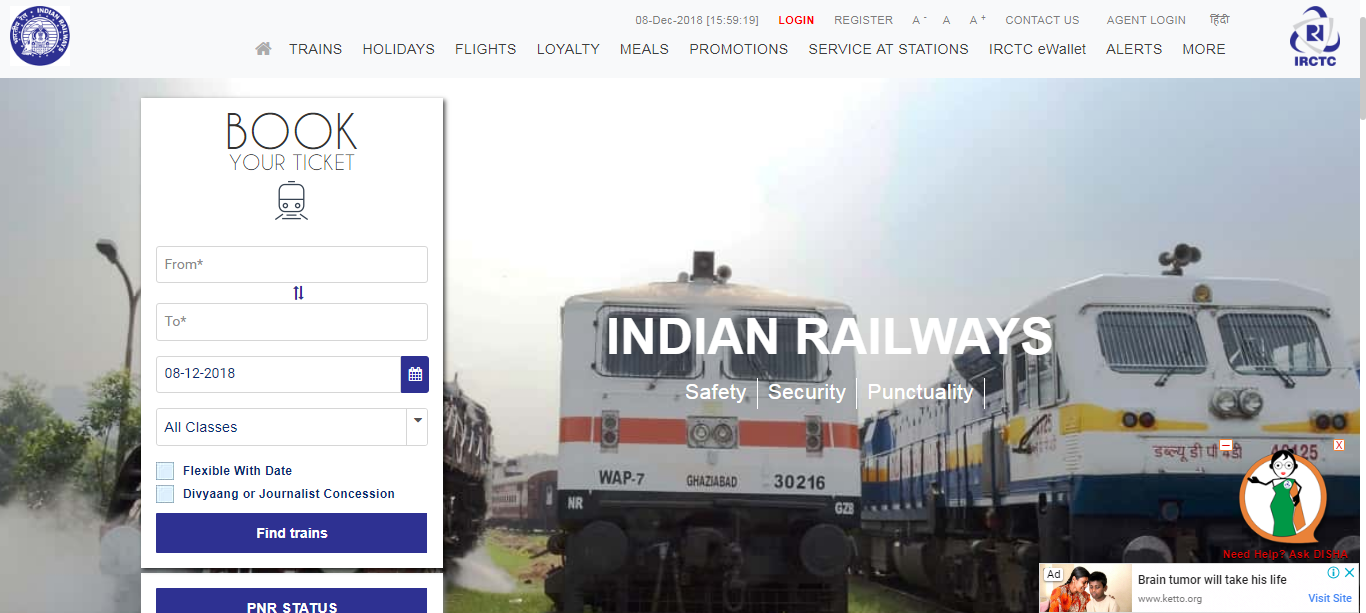 INDIAN RAILWAYS
08-Dec-2018 [15:59:19] LOGIN REGISTER A - A A + CONTACT US AGENT LOGIN हिंदी
TRAINS HOLIDAYS FLIGHTS LOYALTY MEALS PROMOTIONS SERVICE AT STATIONS IRCTC eWallet ALERTS MORE
IRCTC
BOOK
YOUR TICKET
From*
To*
08-12-2018
All Classes
Flexible With Date
Divyaang or Journalist Concession
Find trains
PNR STATUS
INDIAN RAILWAYS
Safety Security Punctuality
WAP-7 GHAZIABAD 30216
NR GZB
डब्ल्यू डी पी 4डी
X
Need Help? Ask DISHA
Ad
Brain tumor will take his life
www.ketto.org
Visit Site